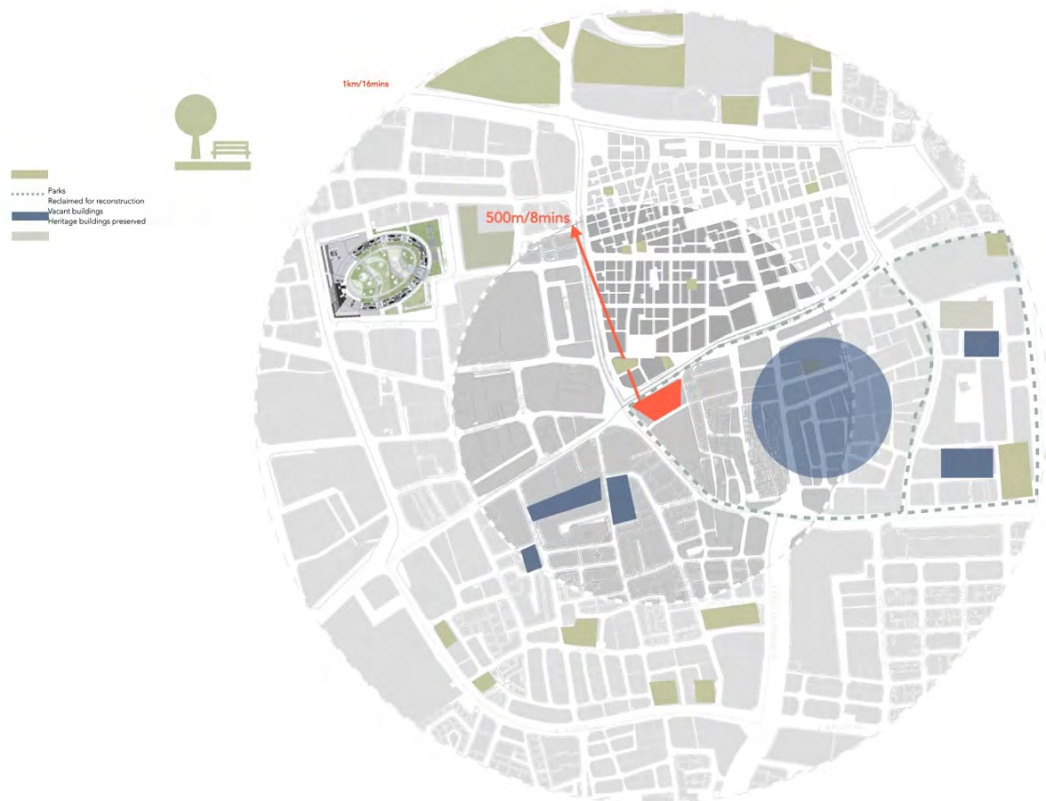 1km/16mins
Parks
Reclaimed for reconstruction
Vacant buildings
Heritage buildings preserved
500m/8mins